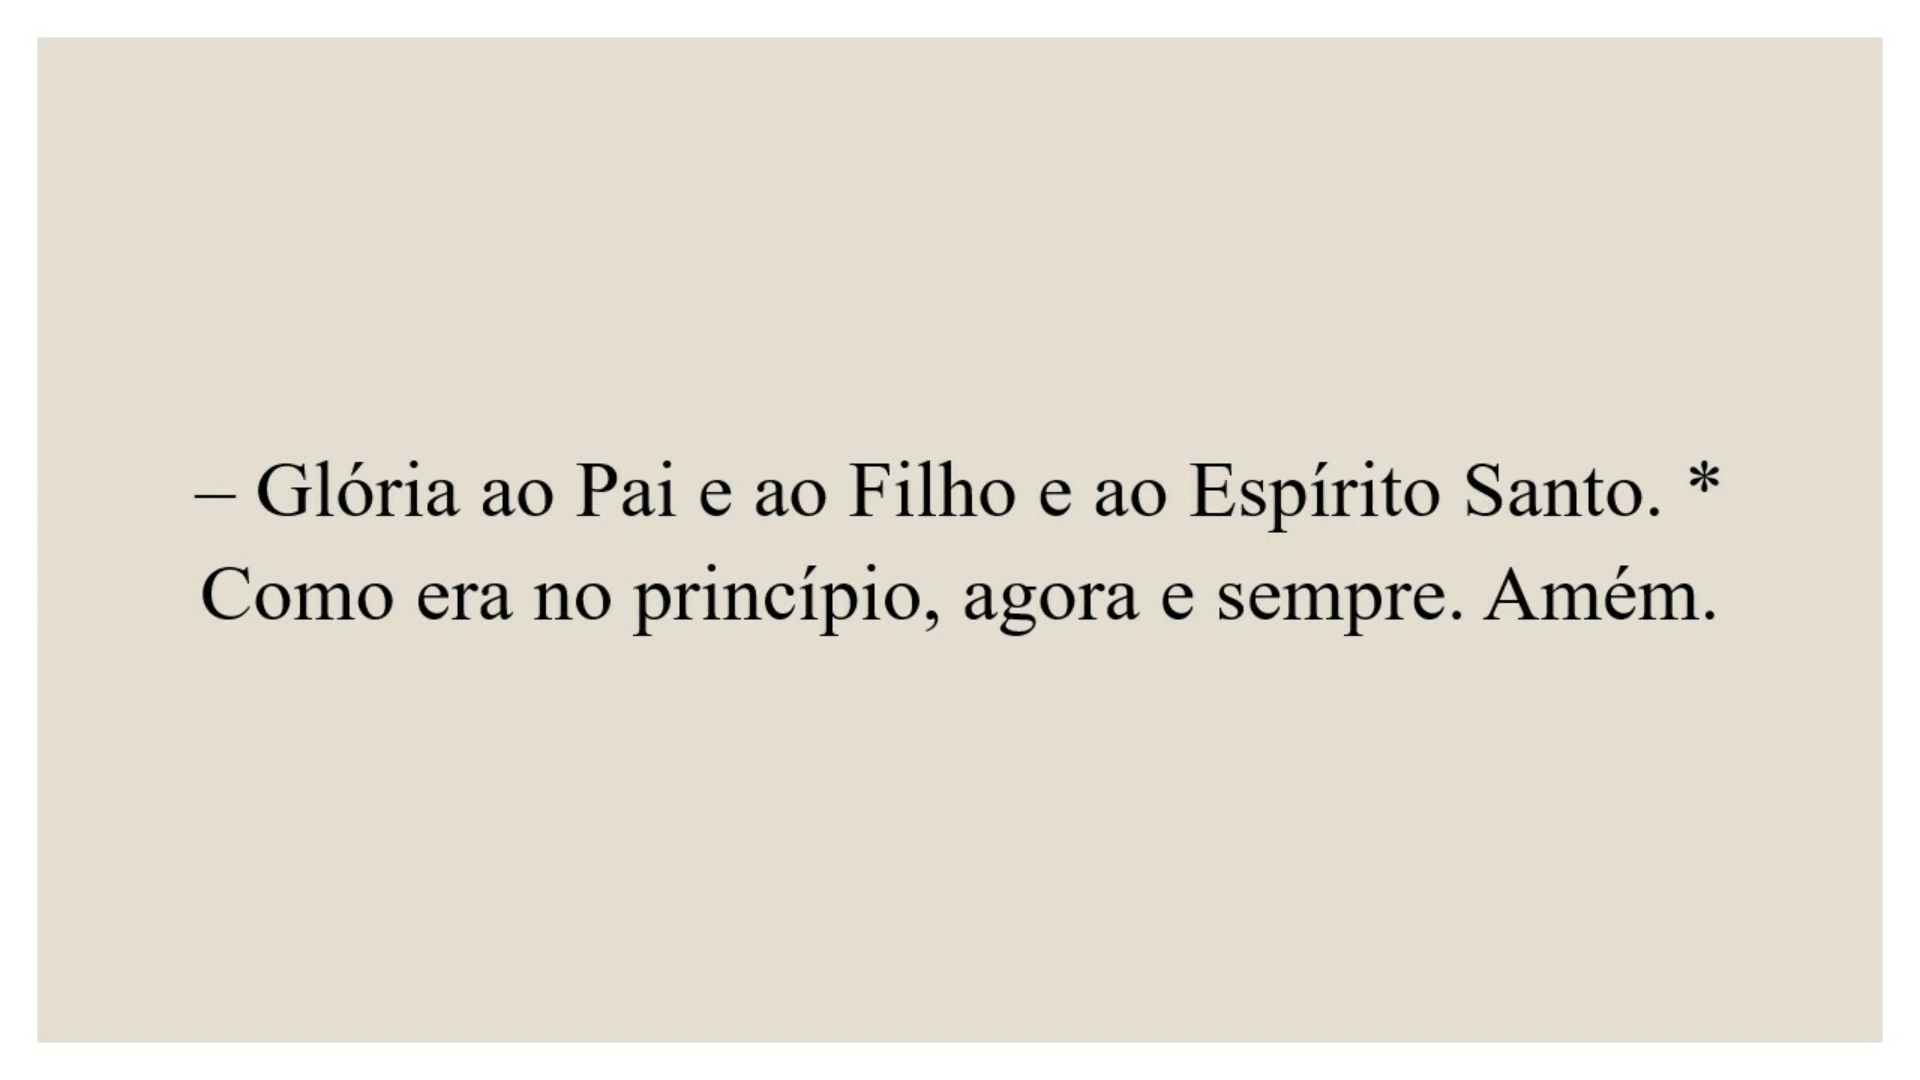 – Glória ao Pai e ao Filho e ao Espírito Santo. *
Como era no princípio, agora e sempre. Amém.